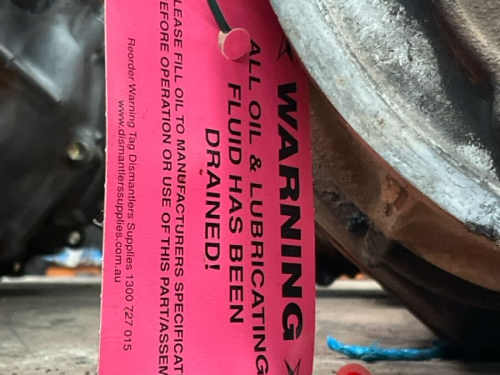 WARNING
ALL OIL & LUBRICATING
FLUID HAS BEEN
DRAINED!
LEASE FILL OIL TO MANUFACTURERS SPECIFICAT
EFORE OPERATION OR USE OF THIS PART/ASSEM
Reorder Warning Tag Dismantlers Supplies 1300 727 015
www.dismantlerssupplies.com.au